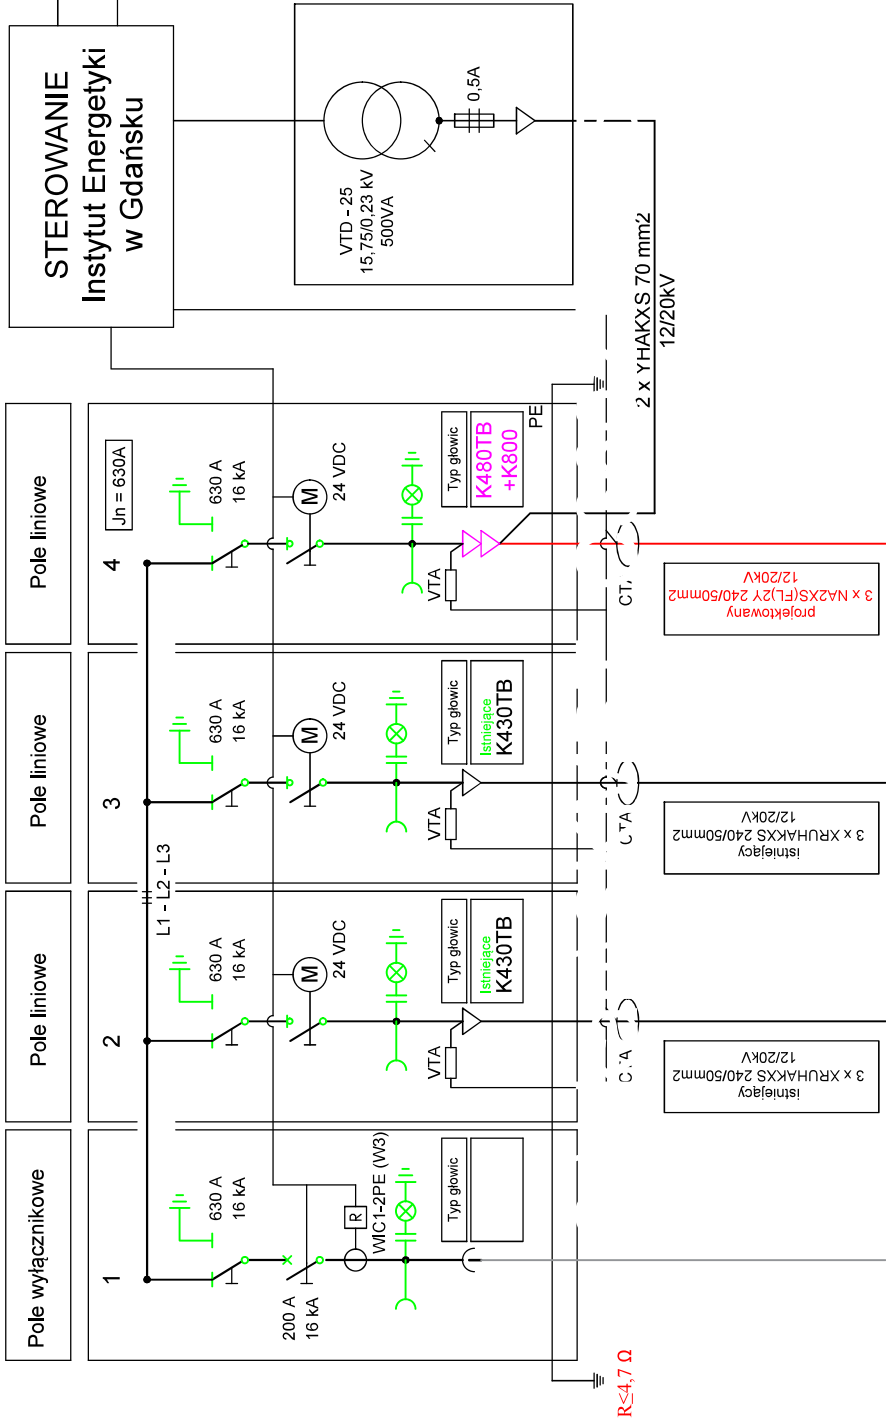 STEROWANIE
Instytut Energetyki
w Gdańsku
VTD - 25
15,75/0,23 kV
500VA
0,5A
2 x YHAKXS 70 mm2
12/20kV
Pole wyłącznikowe
Pole liniowe
Pole liniowe
Pole liniowe
1
630 A
16 kA
200 A
16 kA
R
WIC1-2PE (W3)
Typ głowic
2
630 A
16 kA
M
24 VDC
VTA
Typ głowic
Istniejące
K430TB
L1 - L2 - L3
3
630 A
16 kA
M
24 VDC
VTA
Typ głowic
Istniejące
K430TB
4
Jn = 630A
630 A
16 kA
M
24 VDC
VTA
Typ głowic
K480TB
+K800
PE
R≤4,7 Ω
istniejący
3 x XRUHAKXS 240/50mm2
12/20kV
istniejący
3 x XRUHAKXS 240/50mm2
12/20kV
projektowany
3 x NA2XS(FL)2Y 240/50mm2
12/20kV